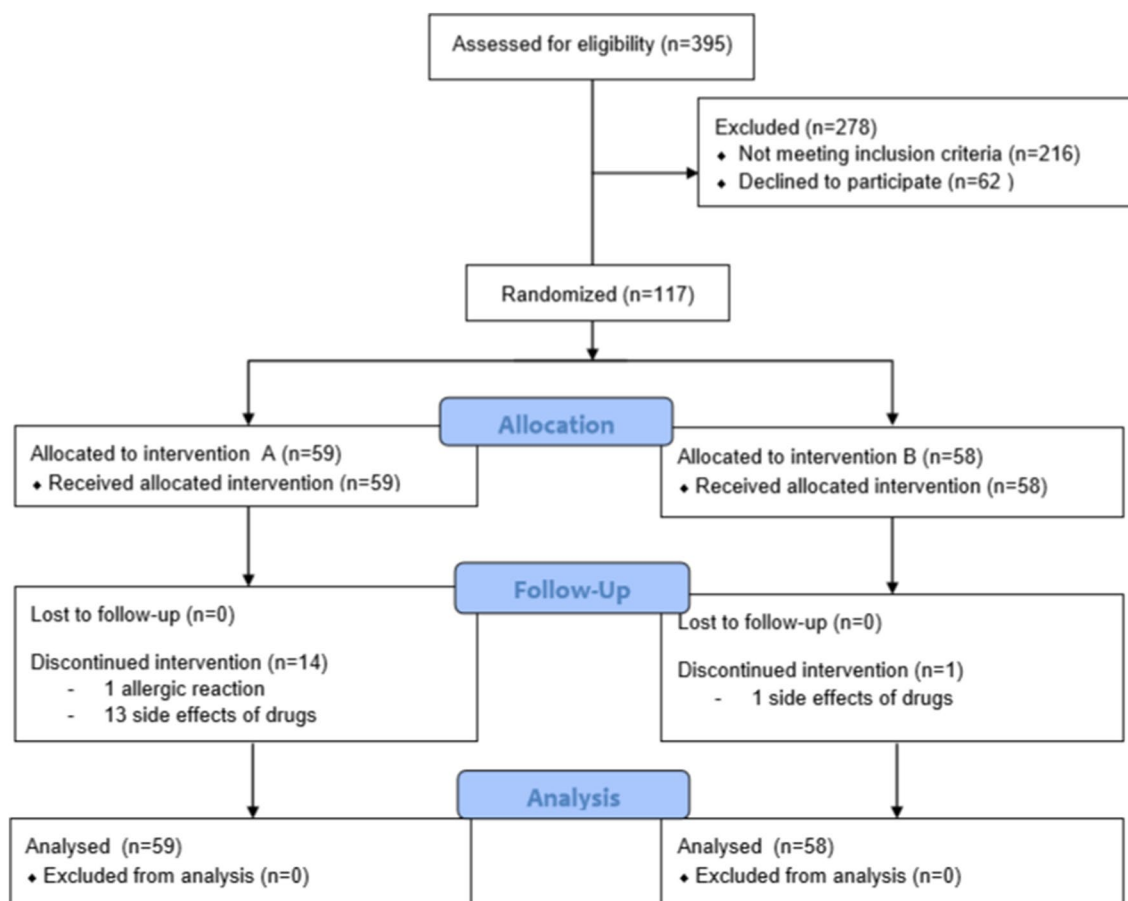 Assessed for eligibility (n=395)
Excluded (n=278)
⬥ Not meeting inclusion criteria (n=216)
⬥ Declined to participate (n=62 )
Randomized (n=117)
Allocation
Allocated to intervention A (n=59)
⬥ Received allocated intervention (n=59)
Allocated to intervention B (n=58)
⬥ Received allocated intervention (n=58)
Follow-Up
Lost to follow-up (n=0)
Discontinued intervention (n=14)
- 1 allergic reaction
- 13 side effects of drugs
Lost to follow-up (n=0)
Discontinued intervention (n=1)
- 1 side effects of drugs
Analysis
Analysed (n=59)
⬥ Excluded from analysis (n=0)
Analysed (n=58)
⬥ Excluded from analysis (n=0)